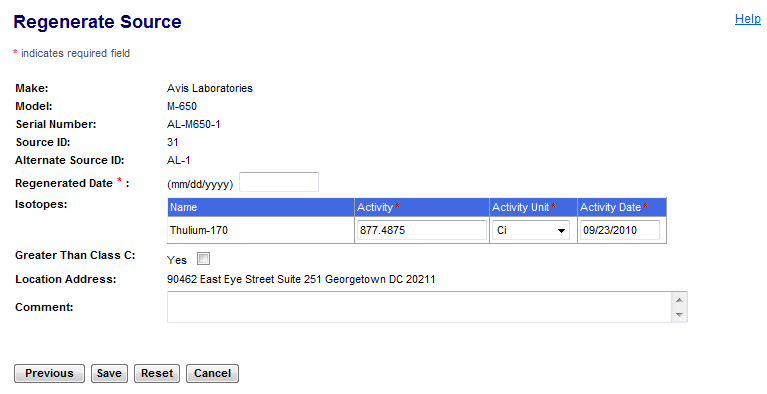 Regenerate Source
Help
* indicates required field
Make: Avis Laboratories
Model: M-650
Serial Number: AL-M650-1
Source ID: 31
Alternate Source ID: AL-1
Regenerated Date * : (mm/dd/yyyy)
Isotopes: Name Activity * Activity Unit * Activity Date *
Thulium-170 877.4875 Ci 09/23/2010
Greater Than Class C: Yes
Location Address: 90462 East Eye Street Suite 251 Georgetown DC 20211
Comment:
Previous Save Reset Cancel